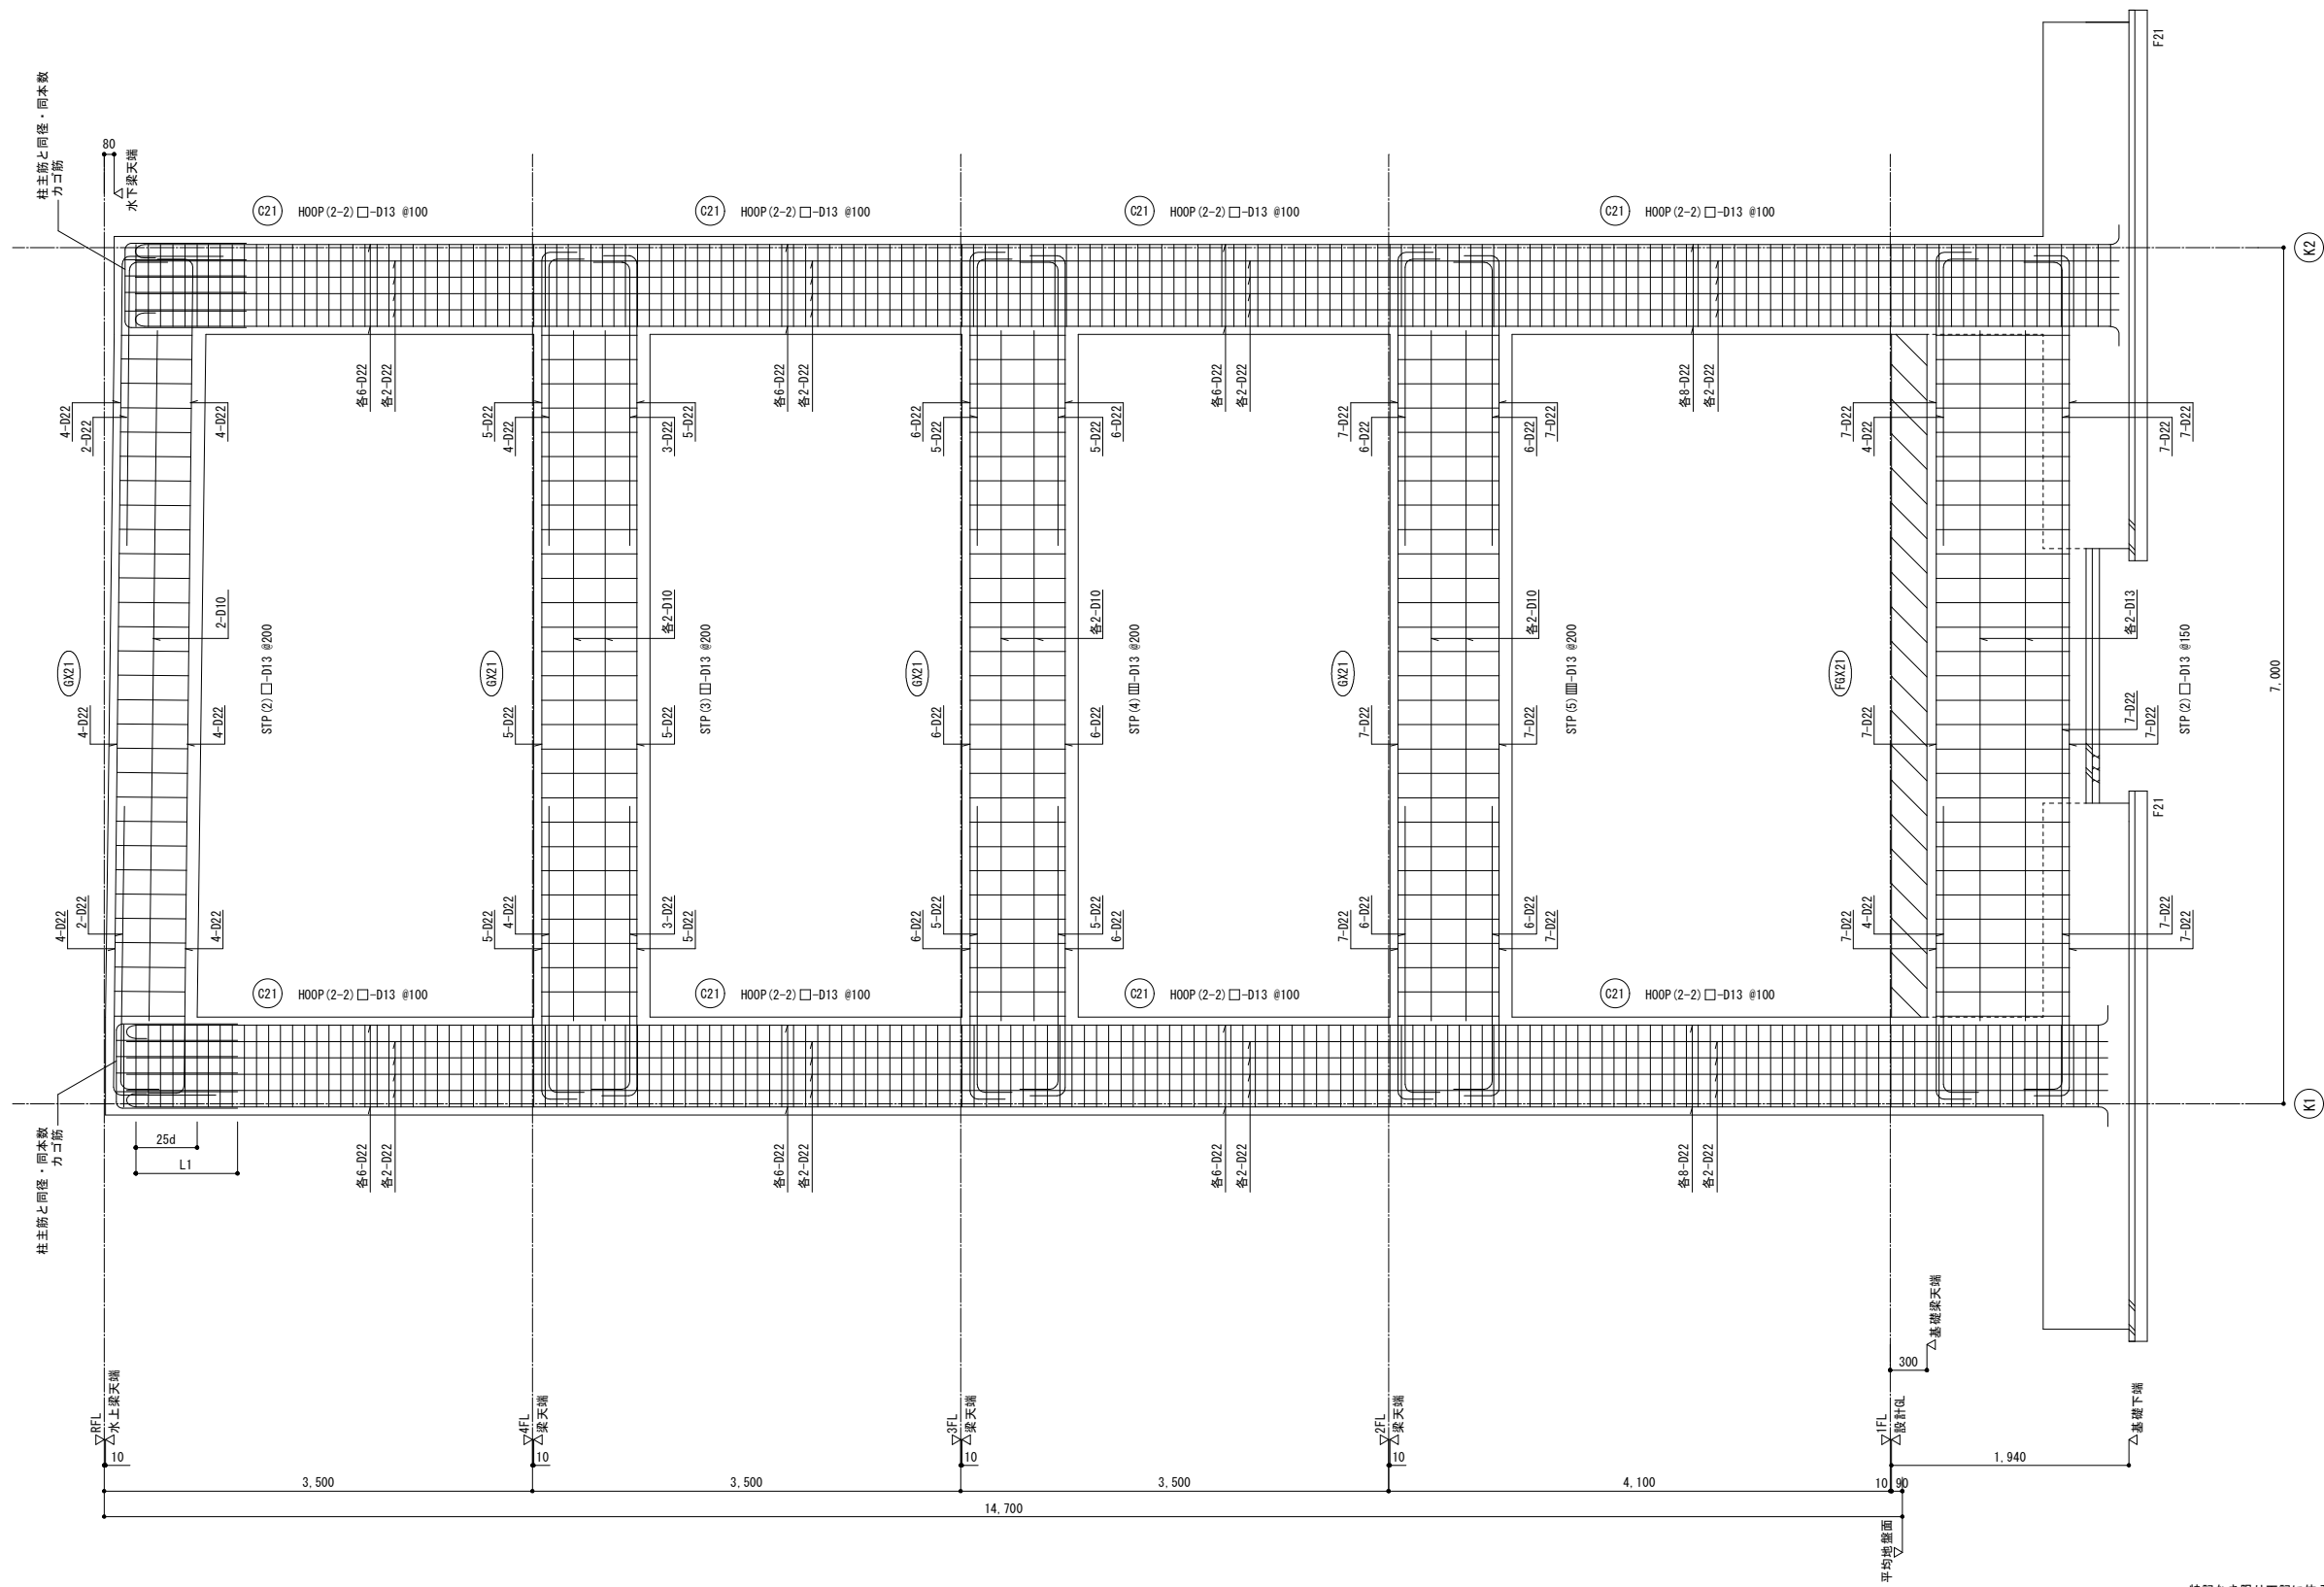 柱主筋と同径・同本数
カゴ筋
80
水下梁天端
C21 HOOP(2-2)□-D13 @100
C21 HOOP(2-2)□-D13 @100
C21 HOOP(2-2)□-D13 @100
C21 HOOP(2-2)□-D13 @100
F21
K2
各6-D22
各2-D22
各6-D22
各2-D22
各6-D22
各2-D22
各8-D22
各2-D22
4-D22
2-D22
4-D22
5-D22
4-D22
3-D22
5-D22
6-D22
5-D22
5-D22
6-D22
7-D22
6-D22
6-D22
7-D22
7-D22
4-D22
7-D22
7-D22
2-D10
各2-D10
各2-D10
各2-D10
各2-D13
GX21
STP(2)□-D13 @200
GX21
STP(3)
-D13 @200
GX21
STP(4)
-D13 @200
GX21
STP(5)
-D13 @200
FGX21
STP(2)□-D13 @150
7,000
4-D22
4-D22
5-D22
5-D22
6-D22
6-D22
7-D22
7-D22
7-D22
7-D22
7-D22
F21
4-D22
2-D22
4-D22
5-D22
4-D22
3-D22
5-D22
6-D22
5-D22
5-D22
6-D22
7-D22
6-D22
6-D22
7-D22
7-D22
4-D22
7-D22
7-D22
C21 HOOP(2-2)□-D13 @100
C21 HOOP(2-2)□-D13 @100
C21 HOOP(2-2)□-D13 @100
C21 HOOP(2-2)□-D13 @100
K1
柱主筋と同径・同本数
カゴ筋
25d
L1
各6-D22
各2-D22
各6-D22
各2-D22
各6-D22
各2-D22
各8-D22
各2-D22
300
基礎梁天端
RFL
水上梁天端
4FL
梁天端
3FL
梁天端
2FL
梁天端
1FL
設計GL
基礎下端
10
10
10
10
1,940
3,500
3,500
3,500
4,100
10
90
14,700
平均地盤面